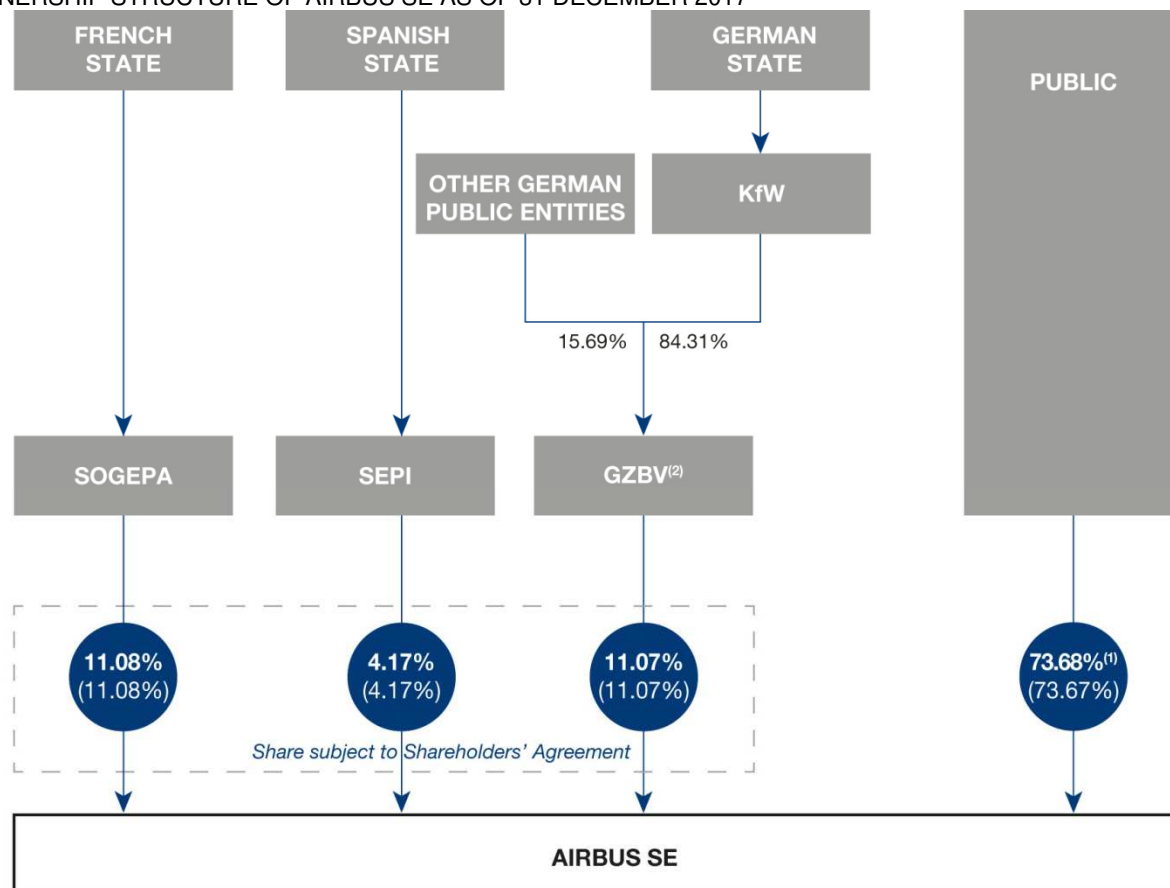 FRENCH
STATE
SPANISH
STATE
GERMAN
STATE
PUBLIC
OTHER GERMAN
PUBLIC ENTITIES
KfW
15.69%
84.31%
SOGEPA
SEPI
GZBV(2)
11.08%
(11.08%)
4.17%
(4.17%)
11.07%
(11.07%)
73.68%(1)
(73.67%)
Share subject to Shareholders’ Agreement
AIRBUS SE